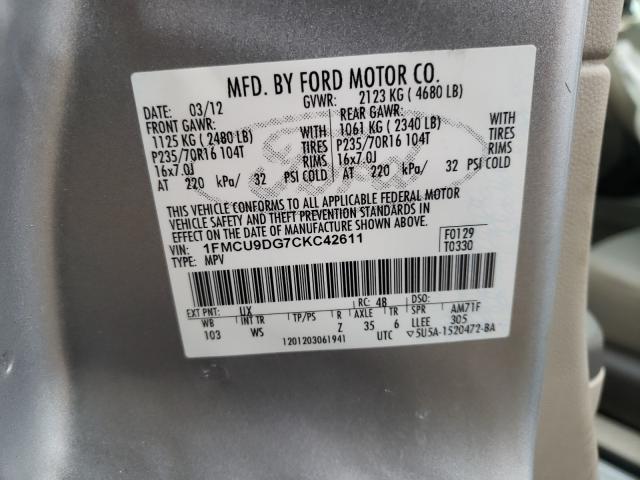 MFD. BY FORD MOTOR CO.
DATE: 03/12 GVWR: 2123 KG ( 4680 LB)
FRONT GAWR: REAR GAWR:
1125 KG ( 2480 LB) WITH 1061 KG ( 2340 LB) WITH
P235/70R16 104T TIRES P235/70R16 104T TIRES
16x7.0J RIMS 16x7.0J RIMS
AT 220 kPa/ 32 PSI COLD AT 220 kPa/ 32 PSI COLD
THIS VEHICLE CONFORMS TO ALL APPLICABLE FEDERAL MOTOR
VEHICLE SAFETY AND THEFT PREVENTION STANDARDS IN
EFFECT ON THE DATE OF MANUFACTURE SHOWN ABOVE.
VIN: 1FMCU9DG7CKC42611 F0129
TYPE: MPV T0330
EXT PNT: UX RC: 48 DSO:
WB INT TR TP/PS R AXLE TR SPR AM71F
103 WS Z 35 6 LLEE 305
1201203061941 UTC ▽5U5A-1520472-BA
Ford